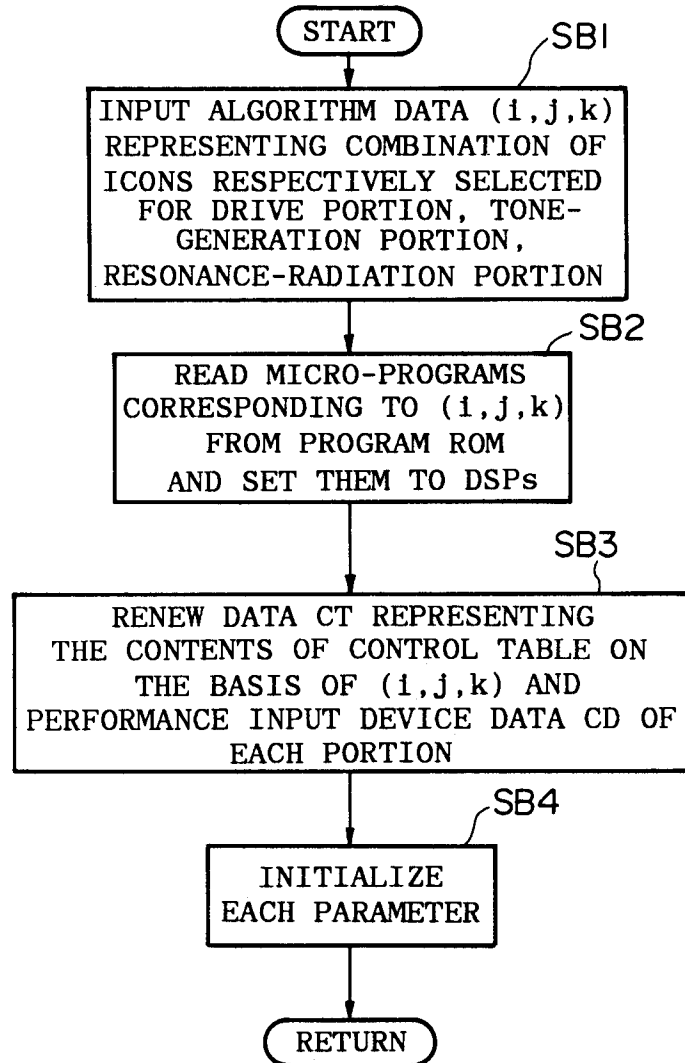 START
SB1
INPUT ALGORITHM DATA (i,j,k)
REPRESENTING COMBINATION OF
ICONS RESPECTIVELY SELECTED
FOR DRIVE PORTION, TONE-
GENERATION PORTION,
RESONANCE-RADIATION PORTION
SB2
READ MICRO-PROGRAMS
CORRESPONDING TO (i,j,k)
FROM PROGRAM ROM
AND SET THEM TO DSPs
SB3
RENEW DATA CT REPRESENTING
THE CONTENTS OF CONTROL TABLE ON
THE BASIS OF (i,j,k) AND
PERFORMANCE INPUT DEVICE DATA CD OF
EACH PORTION
SB4
INITIALIZE
EACH PARAMETER
RETURN